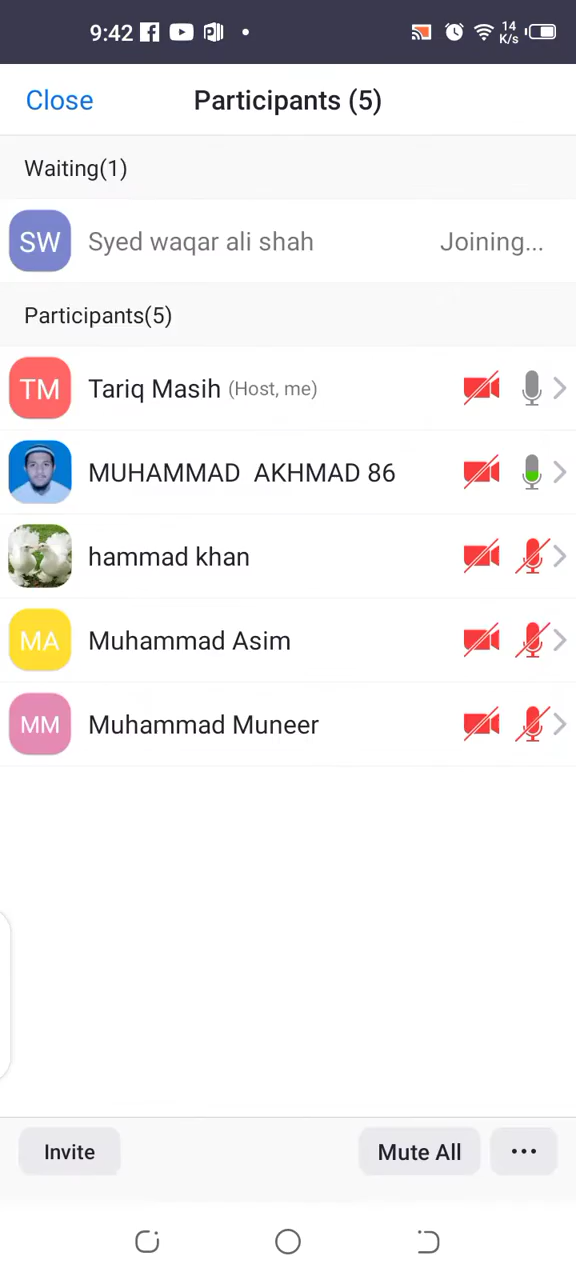 9:42
14
K/s
Close
Participants (5)
Waiting(1)
SW Syed waqar ali shah Joining...
Participants(5)
TM Tariq Masih (Host, me)
MUHAMMAD  AKHMAD 86
hammad khan
MA Muhammad Asim
MM Muhammad Muneer
Invite Mute All ...